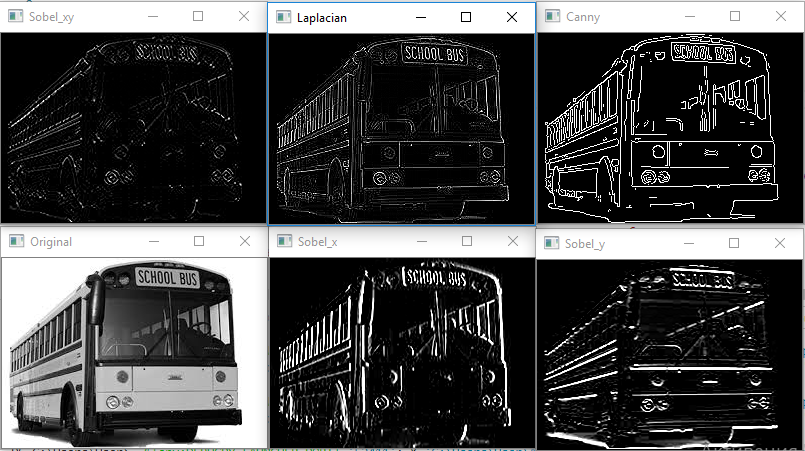 Sobel_xy
Laplacian
Canny
SCHOOL BUS
SCHOOL BUS
SCHOOL BUS
Original
Sobel_x
Sobel_y
SCHOOL BUS
SCHOOL BUS
SCHOOL BUS